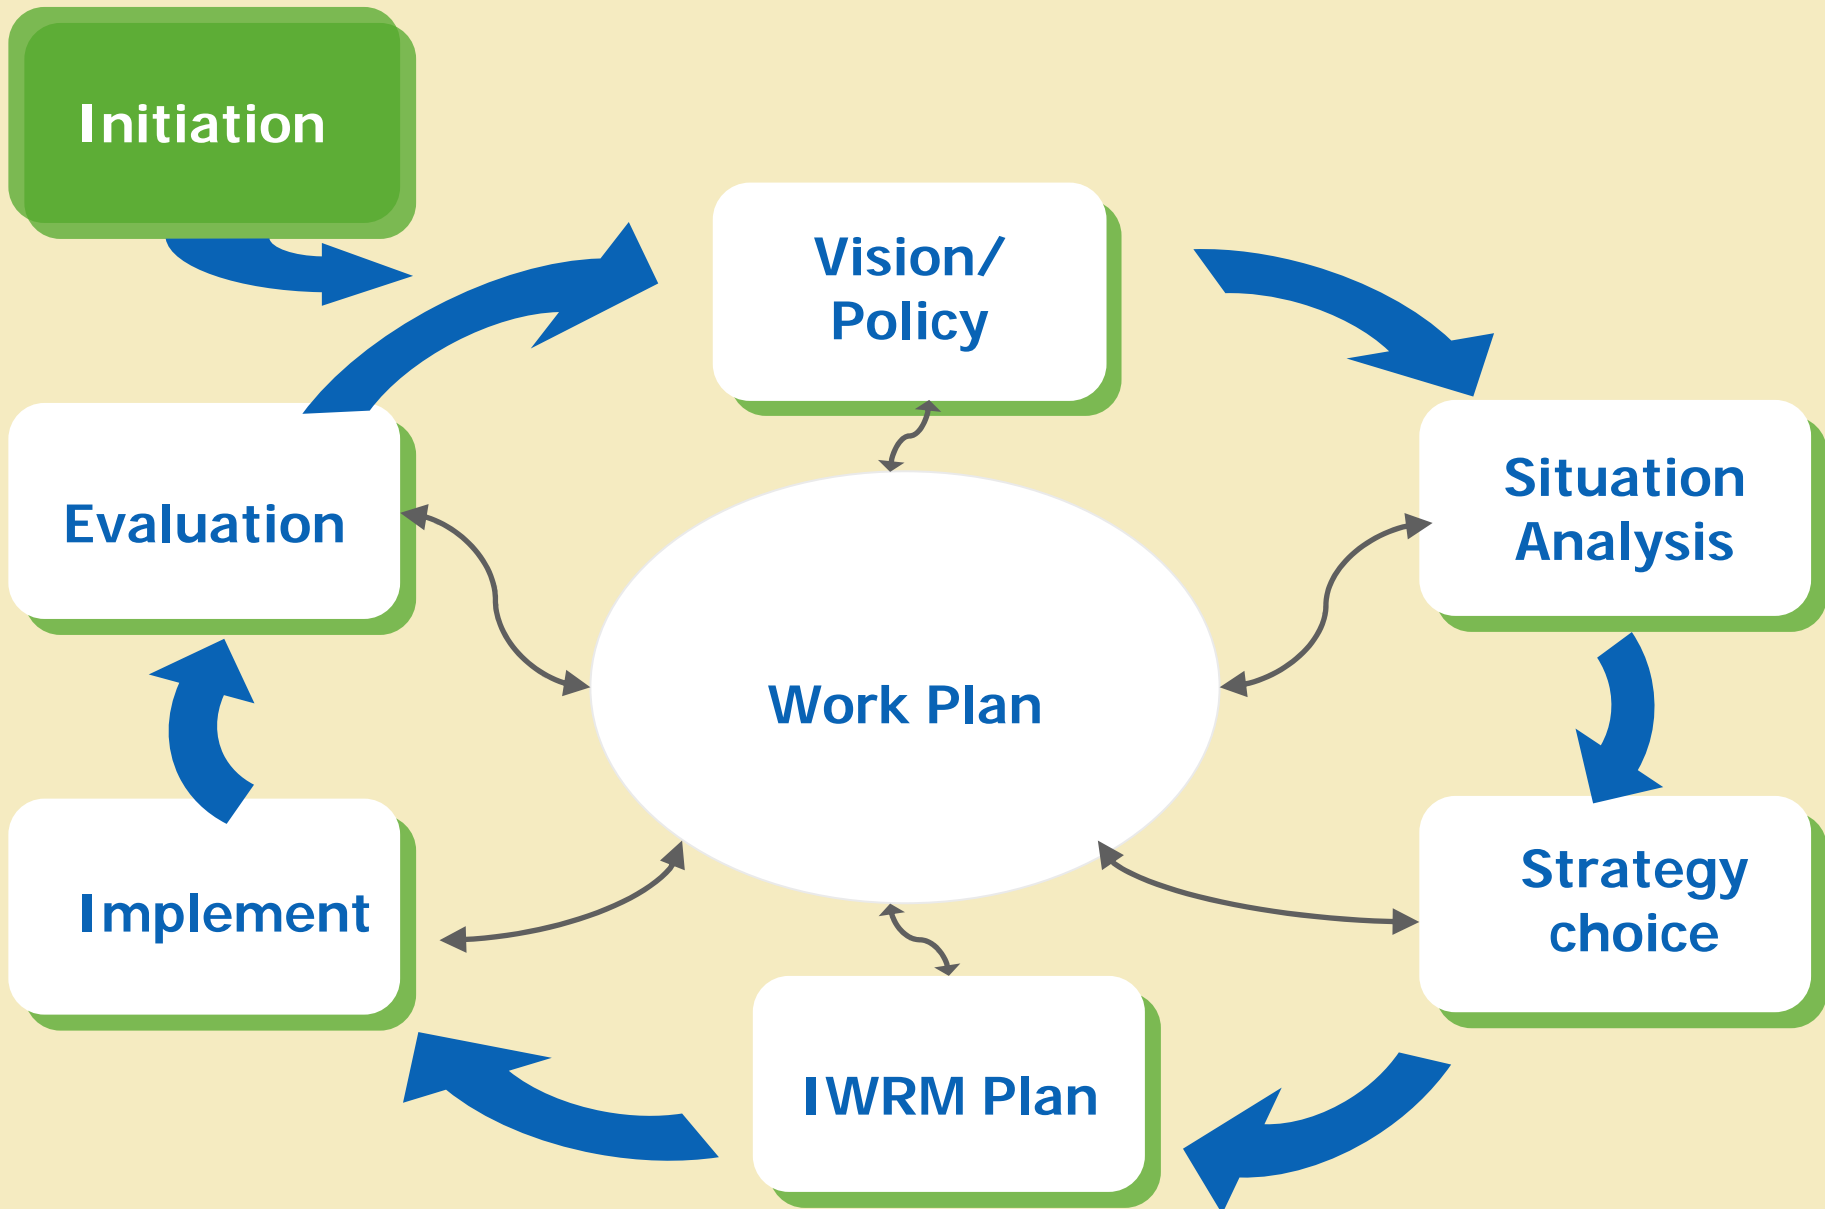 Initiation
Vision/
Policy
Situation
Analysis
Strategy
choice
IWRM Plan
Implement
Evaluation
Work Plan